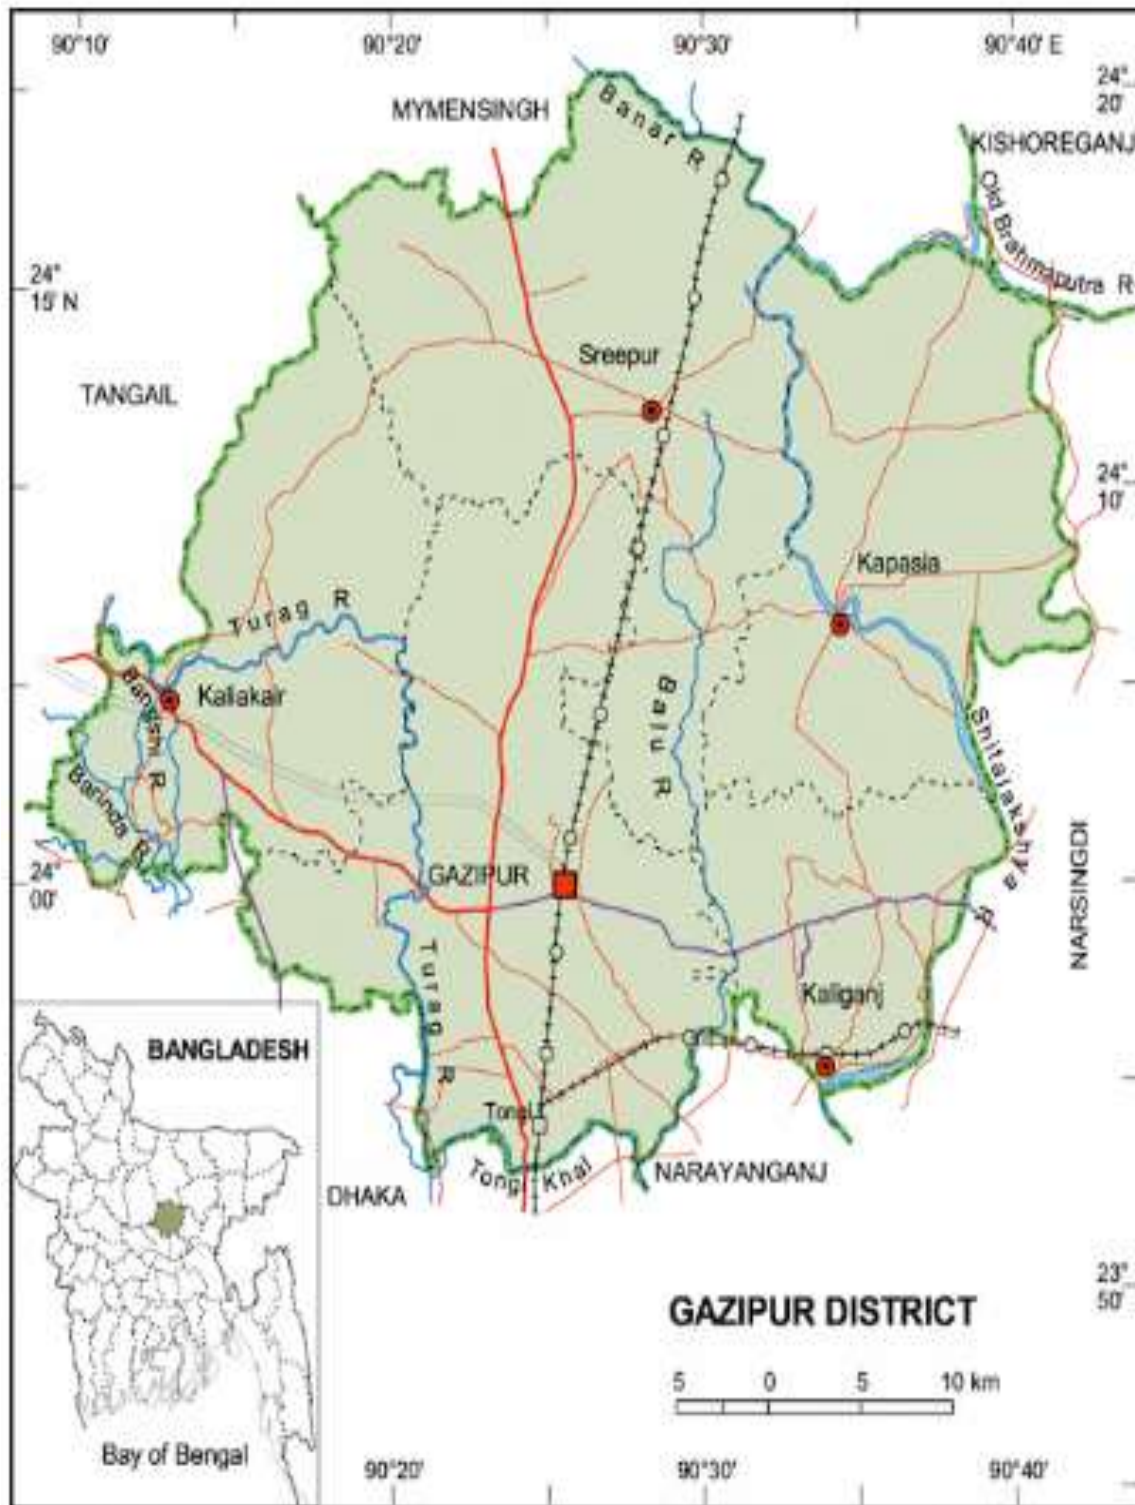 90°10' 90°20' 90°30' 90°40' E
24°
20'
MYMENSINGH
Banar R
KISHOREGANJ
Old Brahmaputra R
24°
15' N
Sreepur
TANGAIL
24°
10'
Kapasia
Turag R
Kaliakair
Bangshi R
Balu R
Shitalakshya R
Barinda R
24°
00'
GAZIPUR
NARSINGDI
Turag R
Kaliganj
BANGLADESH
Tongi
Tongi Khal
NARAYANGANJ
DHAKA
23°
50'
GAZIPUR DISTRICT
5 0 5 10 km
Bay of Bengal
90°20' 90°30' 90°40'